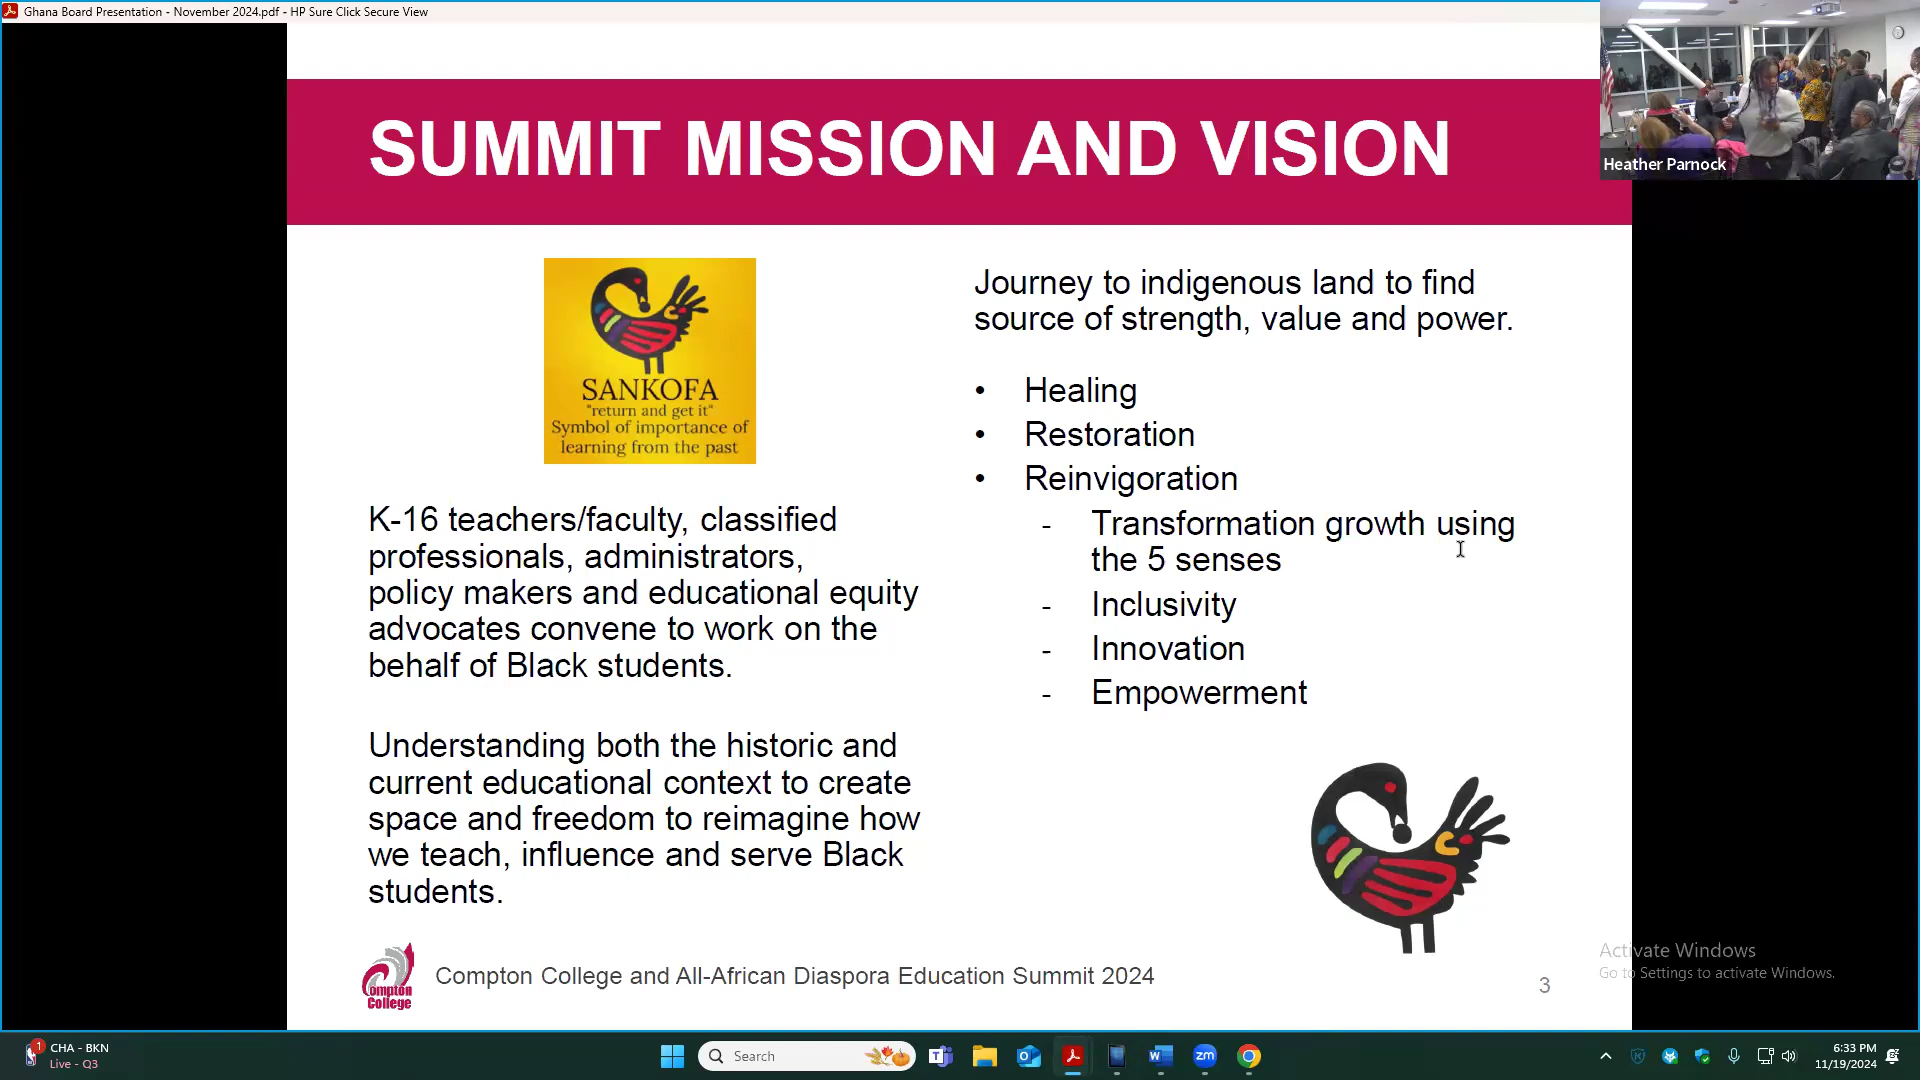 Ghana Board Presentation - November 2024.pdf - HP Sure Click Secure View
SUMMIT MISSION AND VISION
Heather Parnock
SANKOFA
"return and get it"
Symbol of importance of
learning from the past
K-16 teachers/faculty, classified
professionals, administrators,
policy makers and educational equity
advocates convene to work on the
behalf of Black students.
Understanding both the historic and
current educational context to create
space and freedom to reimagine how
we teach, influence and serve Black
students.
Journey to indigenous land to find
source of strength, value and power.
• Healing
• Restoration
• Reinvigoration
- Transformation growth using
the 5 senses
- Inclusivity
- Innovation
- Empowerment
Compton College
Compton College and All-African Diaspora Education Summit 2024
3
Activate Windows
Go to Settings to activate Windows.
1
CHA - BKN
Live - Q3
Search
zm
6:33 PM
11/19/2024